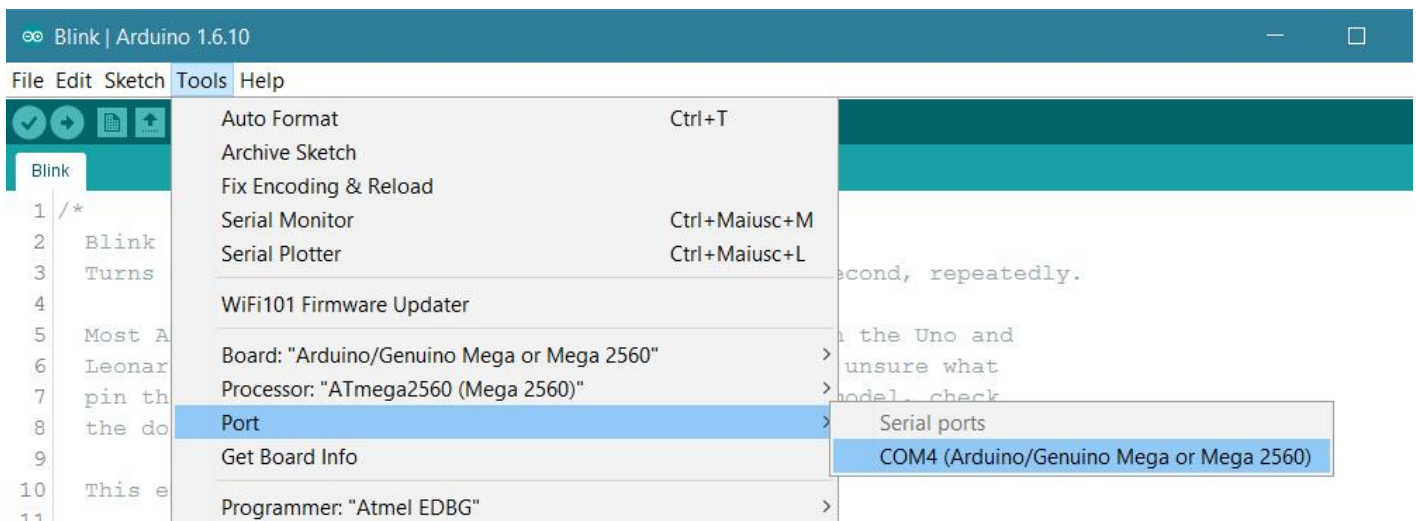 Blink | Arduino 1.6.10
File Edit Sketch Tools Help
Auto Format Ctrl+T
Archive Sketch
Fix Encoding & Reload
Serial Monitor Ctrl+Maiusc+M
Serial Plotter Ctrl+Maiusc+L
WiFi101 Firmware Updater
Board: "Arduino/Genuino Mega or Mega 2560"
Processor: "ATmega2560 (Mega 2560)"
Port
Get Board Info
Programmer: "Atmel EDBG"
Serial ports
COM4 (Arduino/Genuino Mega or Mega 2560)
Blink
1 /*
2 Blink
3 Turns econd, repeatedly.
4
5 Most A the Uno and
6 Leonar unsure what
7 pin th model, check
8 the do
9
10 This e
11